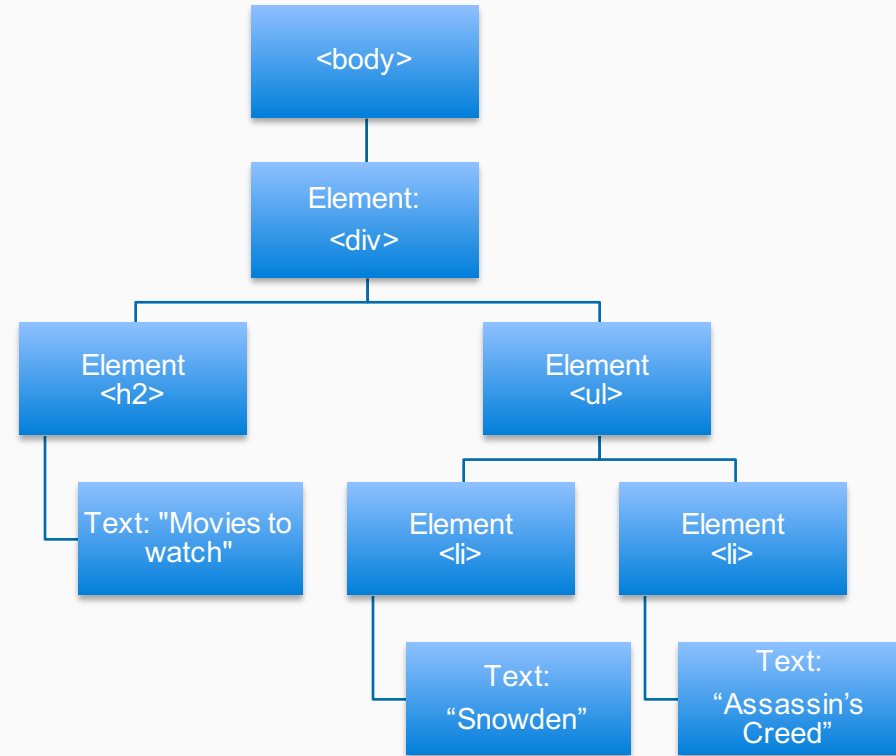 <body>
Element:
<div>
Element
<h2>
Element
<ul>
Text: "Movies to
watch"
Element
<li>
Element
<li>
Text:
“Snowden”
Text:
“Assassin’s
Creed”